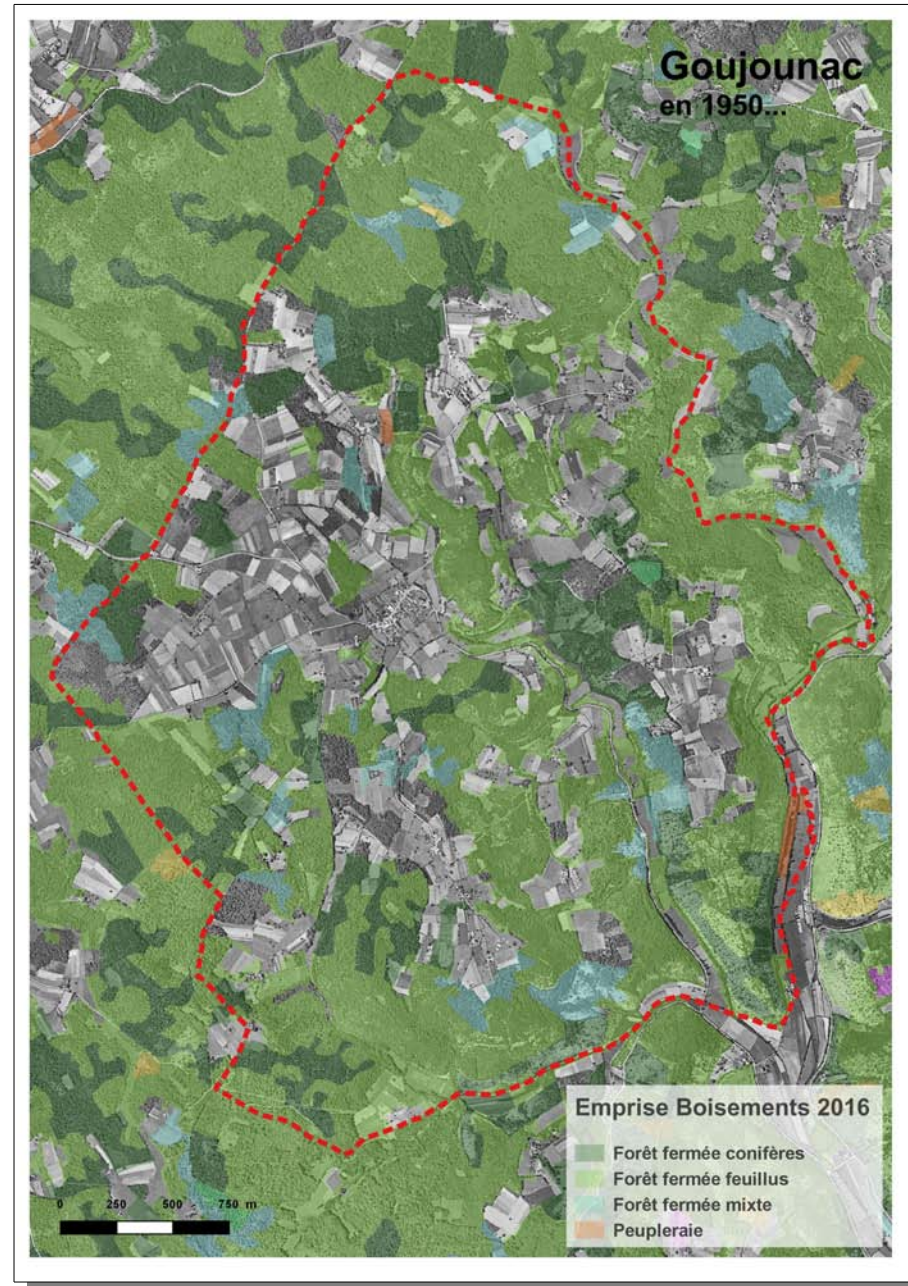 Goujounac
en 1950...
Emprise Boisements 2016
Forêt fermée conifères
Forêt fermée feuillus
Forêt fermée mixte
Peupleraie
0 250 500 750 m